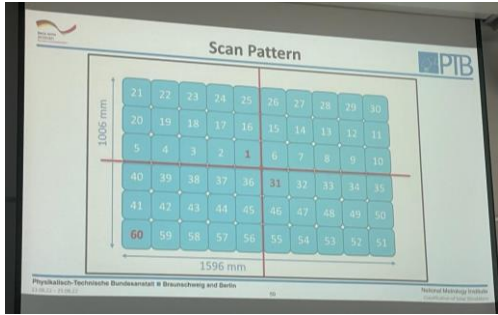 Scan Pattern
PTB
1006 mm
21 22 23 24 25 26 27 28 29 30
20 19 18 17 16 15 14 13 12 11
5 4 3 2 1 6 7 8 9 10
40 39 38 37 36 31 32 33 34 35
41 42 43 44 45 46 47 48 49 50
60 59 58 57 56 55 54 53 52 51
1596 mm
Physikalisch-Technische Bundesanstalt ■ Braunschweig and Berlin
National Metrology Institute